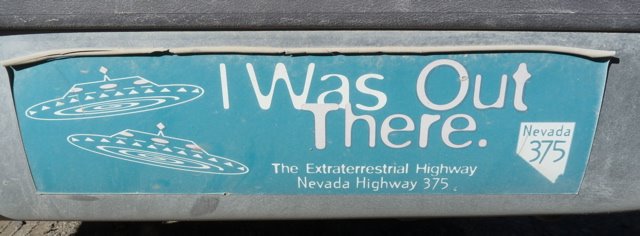 I Was Out
There.
The Extraterrestrial Highway
Nevada Highway 375
Nevada
375